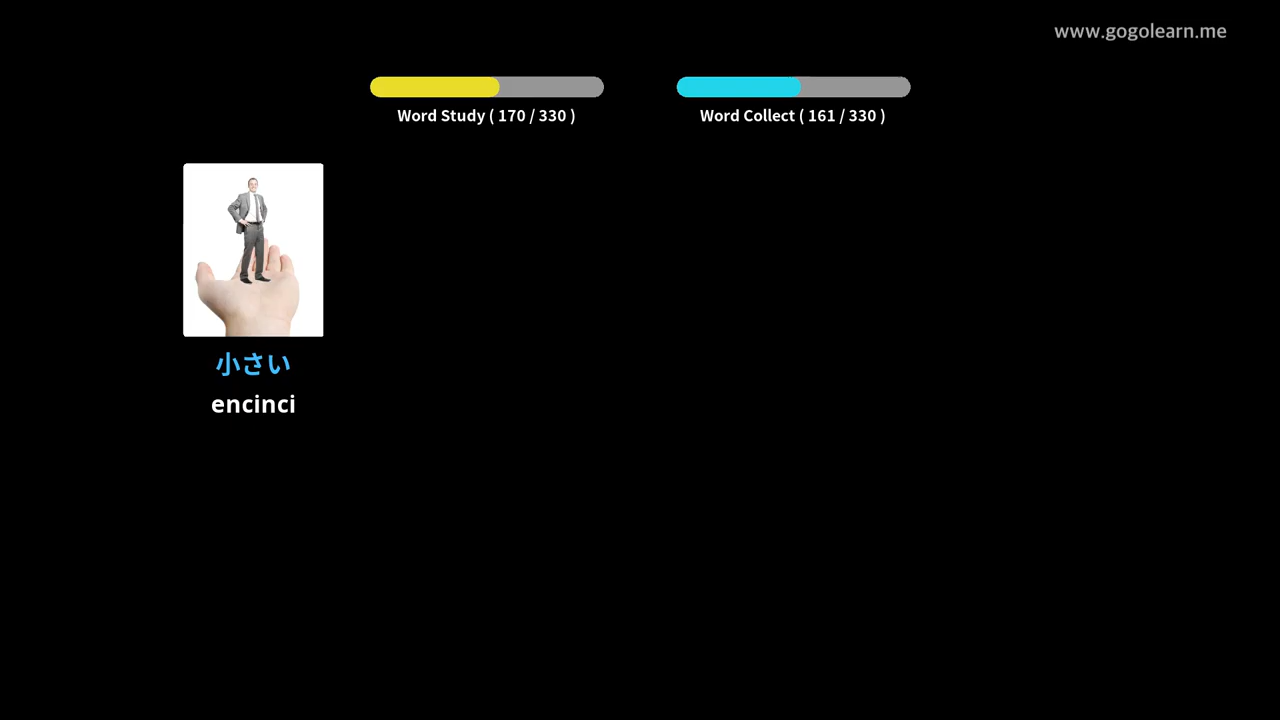 www.gogolearn.me
Word Study ( 170 / 330 )
Word Collect ( 161 / 330 )
小さい
encinci